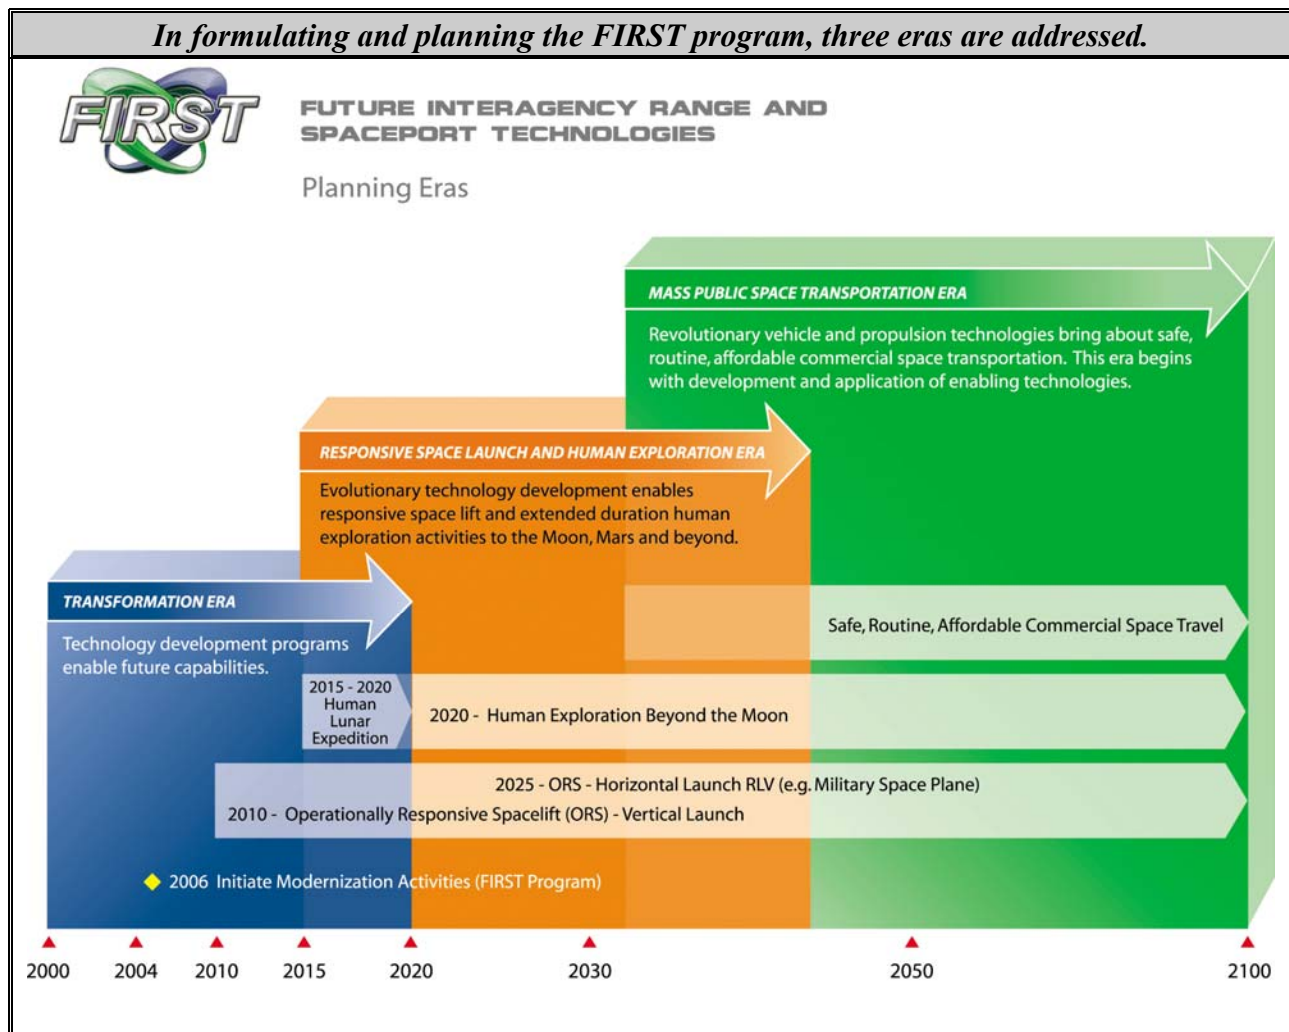 In formulating and planning the FIRST program, three eras are addressed.
FIRST
FUTURE INTERAGENCY RANGE AND
SPACEPORT TECHNOLOGIES
Planning Eras
MASS PUBLIC SPACE TRANSPORTATION ERA
Revolutionary vehicle and propulsion technologies bring about safe,
routine, affordable commercial space transportation. This era begins
with development and application of enabling technologies.
RESPONSIVE SPACE LAUNCH AND HUMAN EXPLORATION ERA
Evolutionary technology development enables
responsive space lift and extended duration human
exploration activities to the Moon, Mars and beyond.
TRANSFORMATION ERA
Technology development programs
enable future capabilities.
Safe, Routine, Affordable Commercial Space Travel
2015 - 2020
Human
Lunar
Expedition
2020 - Human Exploration Beyond the Moon
2025 - ORS - Horizontal Launch RLV (e.g. Military Space Plane)
2010 - Operationally Responsive Spacelift (ORS) - Vertical Launch
2006 Initiate Modernization Activities (FIRST Program)
2000 2004 2010 2015 2020 2030 2050 2100